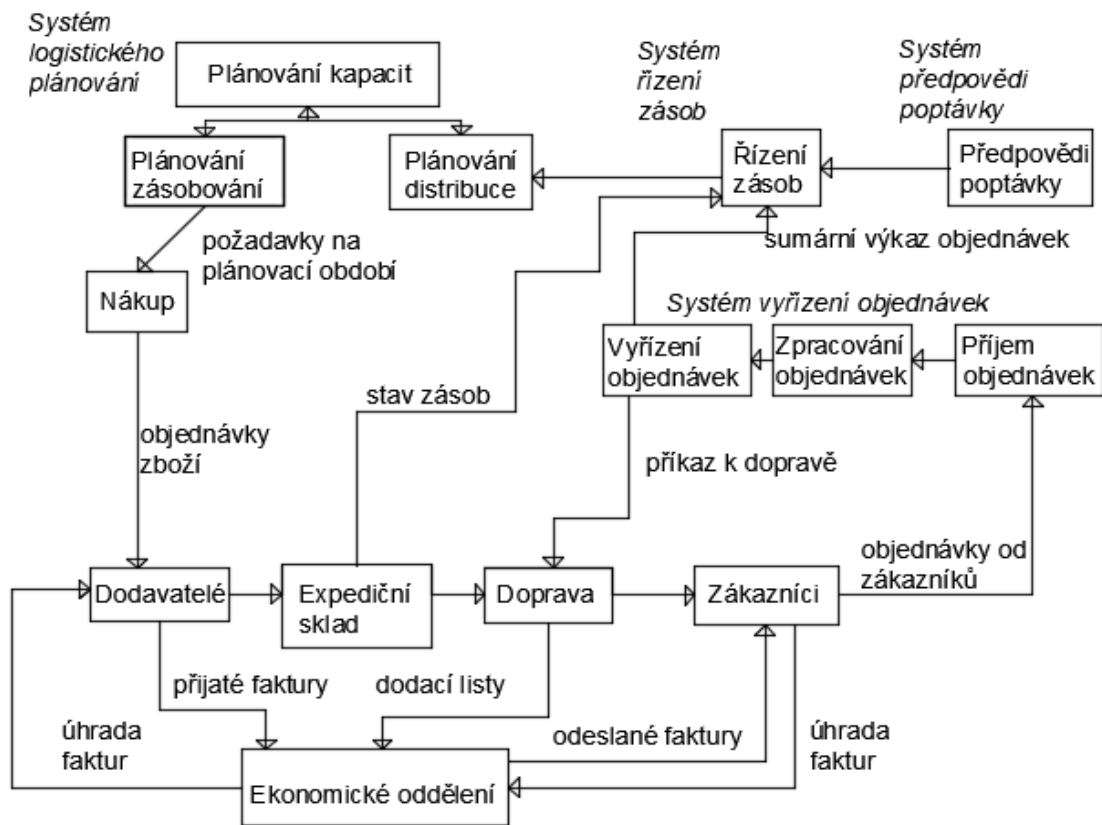 Systém
logistického
plánování
Plánování kapacit
Systém
řízení
zásob
Systém
předpovědi
poptávky
Plánování
zásobování
Plánování
distribuce
Řízení
zásob
Předpovědi
poptávky
požadavky na
plánovací období
sumární výkaz objednávek
Nákup
Systém vyřízení objednávek
Vyřízení
objednávek
Zpracování
objednávek
Příjem
objednávek
stav zásob
objednávky
zboží
příkaz k dopravě
objednávky od
zákazníků
Dodavatelé
Expediční
sklad
Doprava
Zákazníci
přijaté faktury
dodací listy
úhrada
faktur
odeslané faktury
úhrada
faktur
Ekonomické oddělení